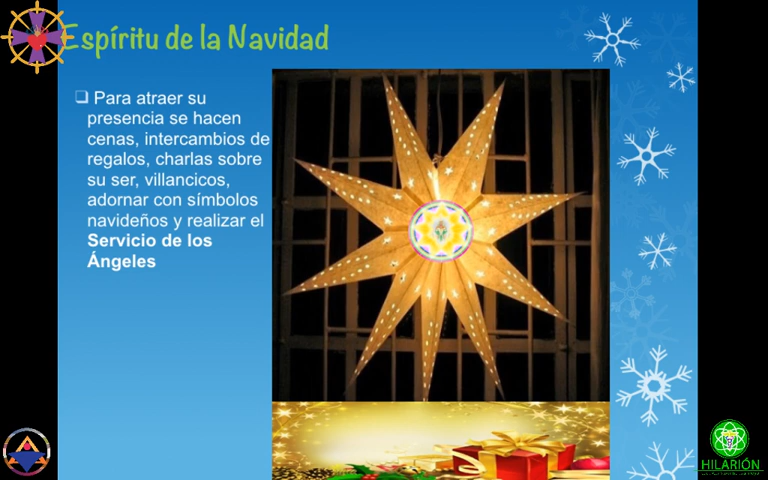 Espíritu de la Navidad
❑ Para atraer su
presencia se hacen
cenas, intercambios de
regalos, charlas sobre
su ser, villancicos,
adornar con símbolos
navideños y realizar el
Servicio de los
Ángeles
HILARIÓN